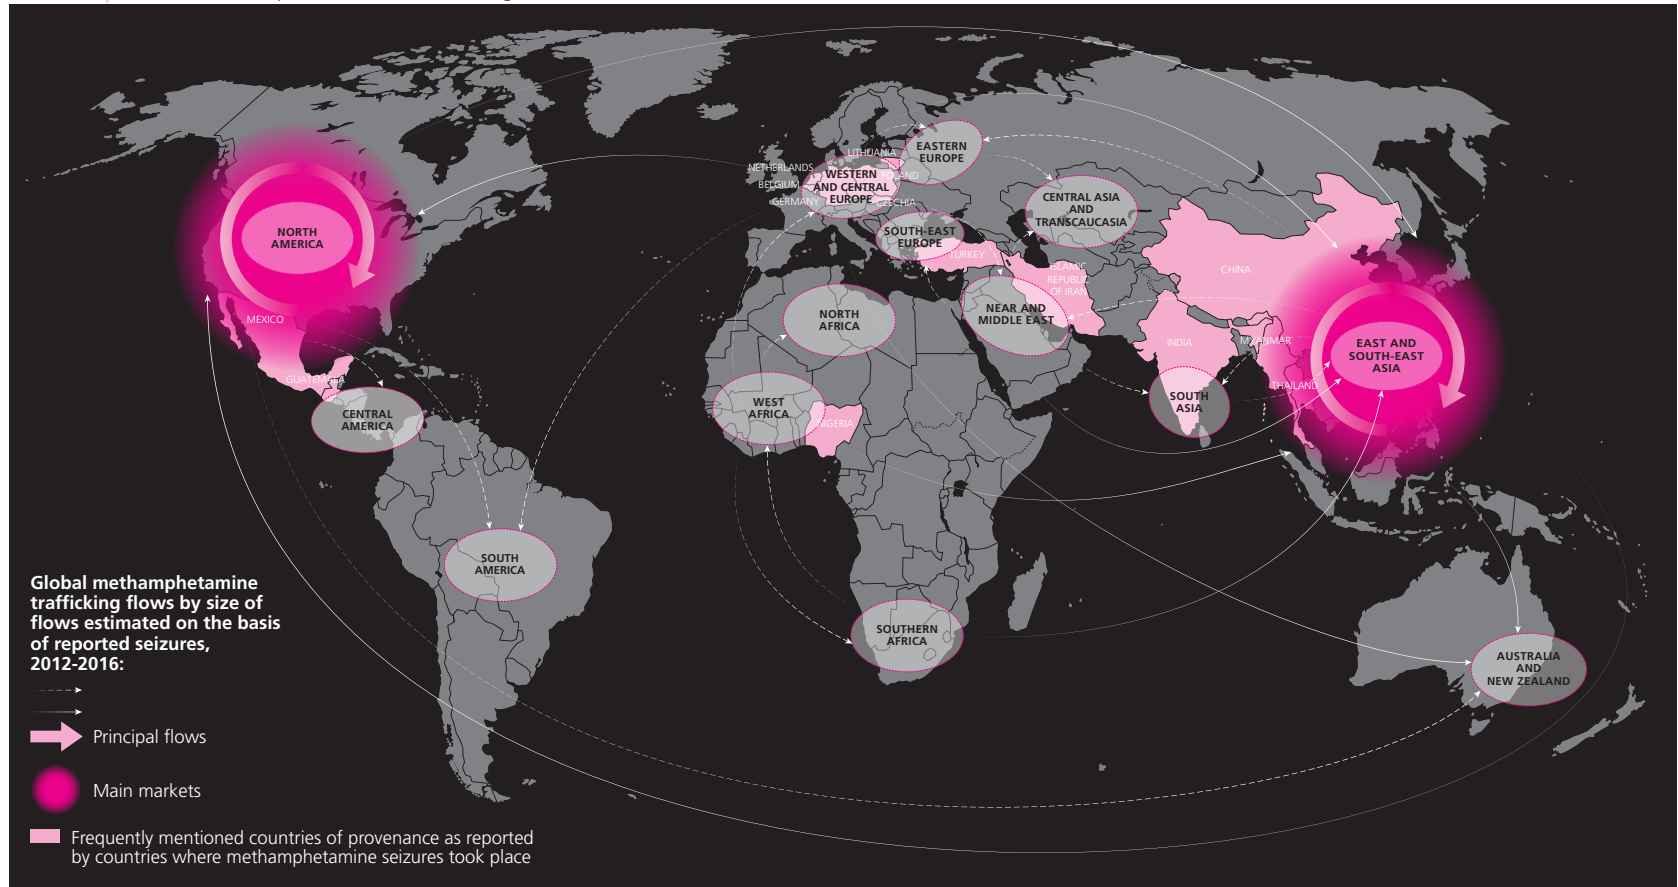 LITHUANIA
EASTERN
EUROPE
NETHERLANDS
BELGIUM
GERMANY
WESTERN
AND CENTRAL
EUROPE
POLAND
CZECHIA
CENTRAL ASIA
AND
TRANSCAUCASIA
NORTH
AMERICA
SOUTH-EAST
EUROPE
TURKEY
ISLAMIC
REPUBLIC
OF IRAN
CHINA
MEXICO
NORTH
AFRICA
NEAR AND
MIDDLE EAST
INDIA
MYANMAR
EAST AND
SOUTH-EAST
ASIA
GUATEMALA
THAILAND
CENTRAL
AMERICA
WEST
AFRICA
NIGERIA
SOUTH
ASIA
SOUTH
AMERICA
SOUTHERN
AFRICA
AUSTRALIA
AND
NEW ZEALAND
Global methamphetamine
trafficking flows by size of
flows estimated on the basis
of reported seizures,
2012-2016:
Principal flows
Main markets
Frequently mentioned countries of provenance as reported
by countries where methamphetamine seizures took place